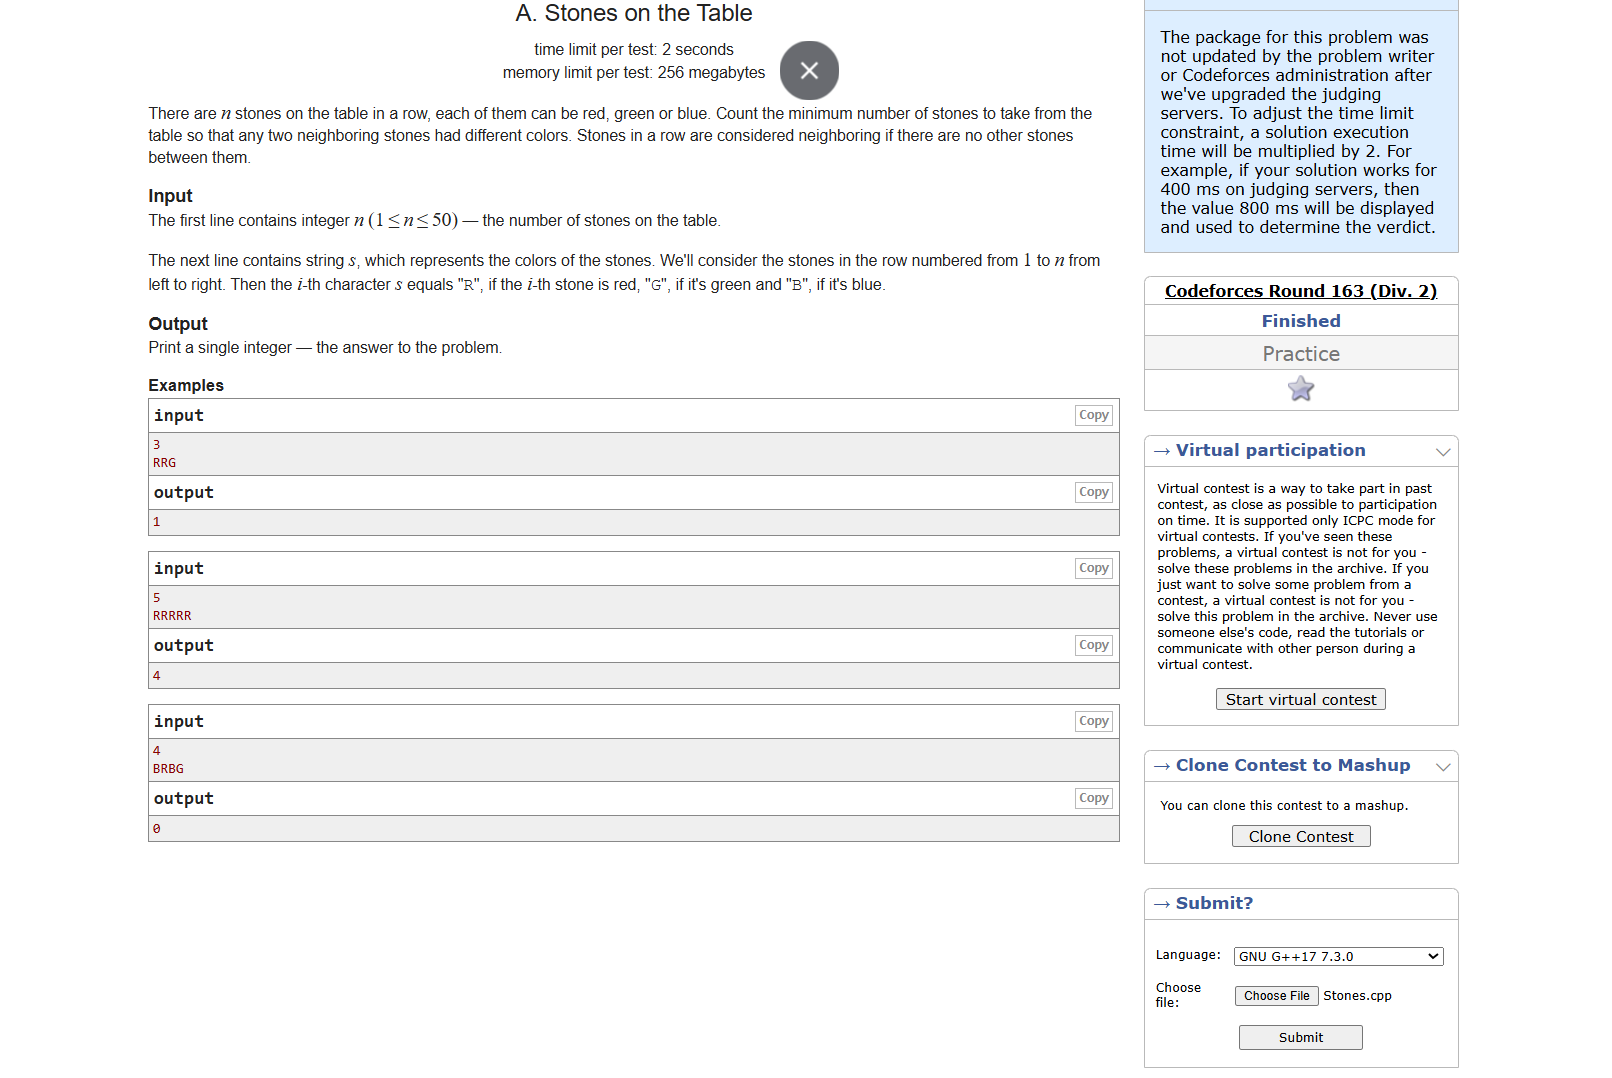 A. Stones on the Table
time limit per test: 2 seconds
memory limit per test: 256 megabytes
There are n stones on the table in a row, each of them can be red, green or blue. Count the minimum number of stones to take from the
table so that any two neighboring stones had different colors. Stones in a row are considered neighboring if there are no other stones
between them.
Input
The first line contains integer n (1 ≤ n ≤ 50) — the number of stones on the table.
The next line contains string s, which represents the colors of the stones. We'll consider the stones in the row numbered from 1 to n from
left to right. Then the i-th character s equals "R", if the i-th stone is red, "G", if it's green and "B", if it's blue.
Output
Print a single integer — the answer to the problem.
Examples
input Copy
3
RRG
output Copy
1
input Copy
5
RRRRR
output Copy
4
input Copy
4
BRBG
output Copy
0
The package for this problem was
not updated by the problem writer
or Codeforces administration after
we've upgraded the judging
servers. To adjust the time limit
constraint, a solution execution
time will be multiplied by 2. For
example, if your solution works for
400 ms on judging servers, then
the value 800 ms will be displayed
and used to determine the verdict.
Codeforces Round 163 (Div. 2)
Finished
Practice
→ Virtual participation
Virtual contest is a way to take part in past
contest, as close as possible to participation
on time. It is supported only ICPC mode for
virtual contests. If you've seen these
problems, a virtual contest is not for you -
solve these problems in the archive. If you
just want to solve some problem from a
contest, a virtual contest is not for you -
solve this problem in the archive. Never use
someone else's code, read the tutorials or
communicate with other person during a
virtual contest.
Start virtual contest
→ Clone Contest to Mashup
You can clone this contest to a mashup.
Clone Contest
→ Submit?
Language: GNU G++17 7.3.0
Choose
file: Choose File Stones.cpp
Submit